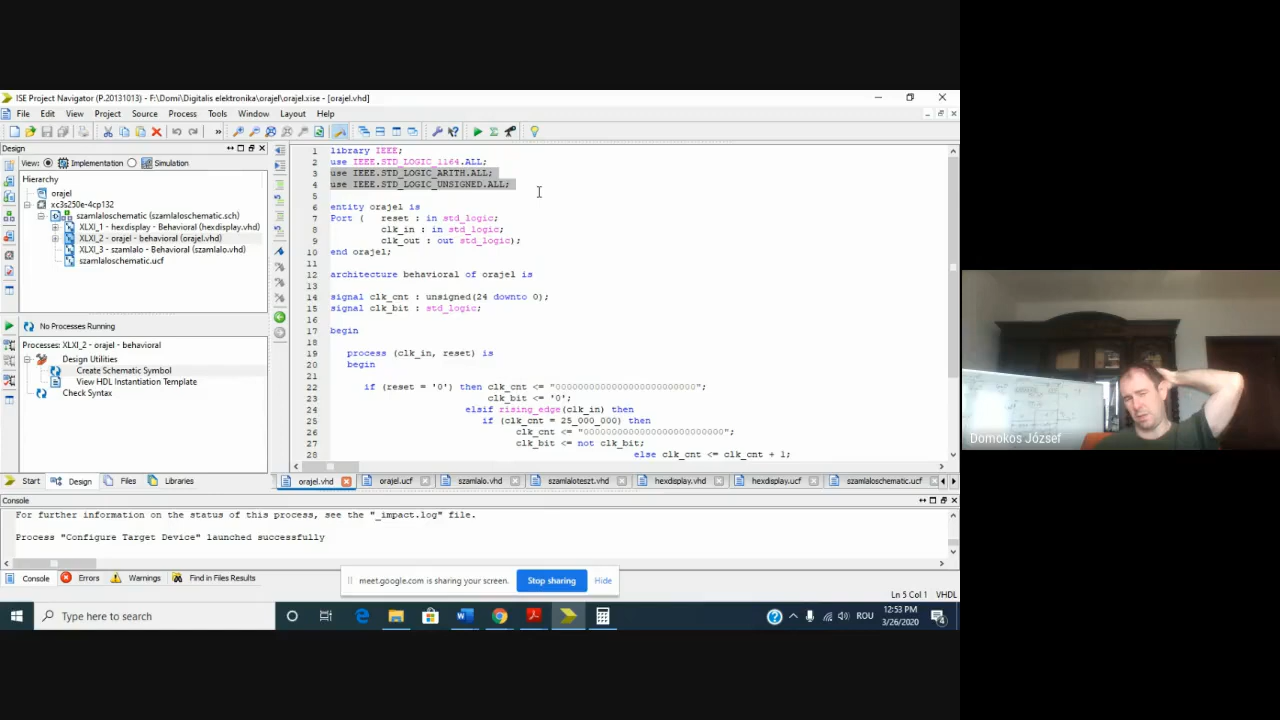 ISE Project Navigator (P.20131013) - F:\Domi\Digitalis elektronika\orajel\orajel.xise - [orajel.vhd]
File Edit View Project Source Process Tools Window Layout Help
Design
View: Implementation Simulation
Hierarchy
orajel
xc3s250e-4cp132
szamlaloschematic (szamlaloschematic.sch)
XLXI_1 - hexdisplay - Behavioral (hexdisplay.vhd)
XLXI_2 - orajel - behavioral (orajel.vhd)
XLXI_3 - szamlalo - Behavioral (szamlalo.vhd)
szamlaloschematic.ucf
No Processes Running
Processes: XLXI_2 - orajel - behavioral
Design Utilities
Create Schematic Symbol
View HDL Instantiation Template
Check Syntax
Start Design Files Libraries
1 library IEEE;
2 use IEEE.STD_LOGIC_1164.ALL;
3 use IEEE.STD_LOGIC_ARITH.ALL;
4 use IEEE.STD_LOGIC_UNSIGNED.ALL;
5
6 entity orajel is
7 Port ( reset : in std_logic;
8 clk_in : in std_logic;
9 clk_out : out std_logic);
10 end orajel;
11
12 architecture behavioral of orajel is
13
14 signal clk_cnt : unsigned(24 downto 0);
15 signal clk_bit : std_logic;
16
17 begin
18
19 process (clk_in, reset) is
20 begin
21
22 if (reset = '0') then clk_cnt <= "0000000000000000000000000";
23 clk_bit <= '0';
24 elsif rising_edge(clk_in) then
25 if (clk_cnt = 25_000_000) then
26 clk_cnt <= "0000000000000000000000000";
27 clk_bit <= not clk_bit;
28 else clk_cnt <= clk_cnt + 1;
orajel.vhd orajel.ucf szamlalo.vhd szamlaloteszt.vhd hexdisplay.vhd hexdisplay.ucf szamlaloschematic.ucf
Console
For further information on the status of this process, see the "_impact.log" file.
Process "Configure Target Device" launched successfully
Console Errors Warnings Find in Files Results
meet.google.com is sharing your screen. Stop sharing Hide
Ln 5 Col 1 VHDL
Type here to search
ROU
12:53 PM
3/26/2020
4
Domokos József